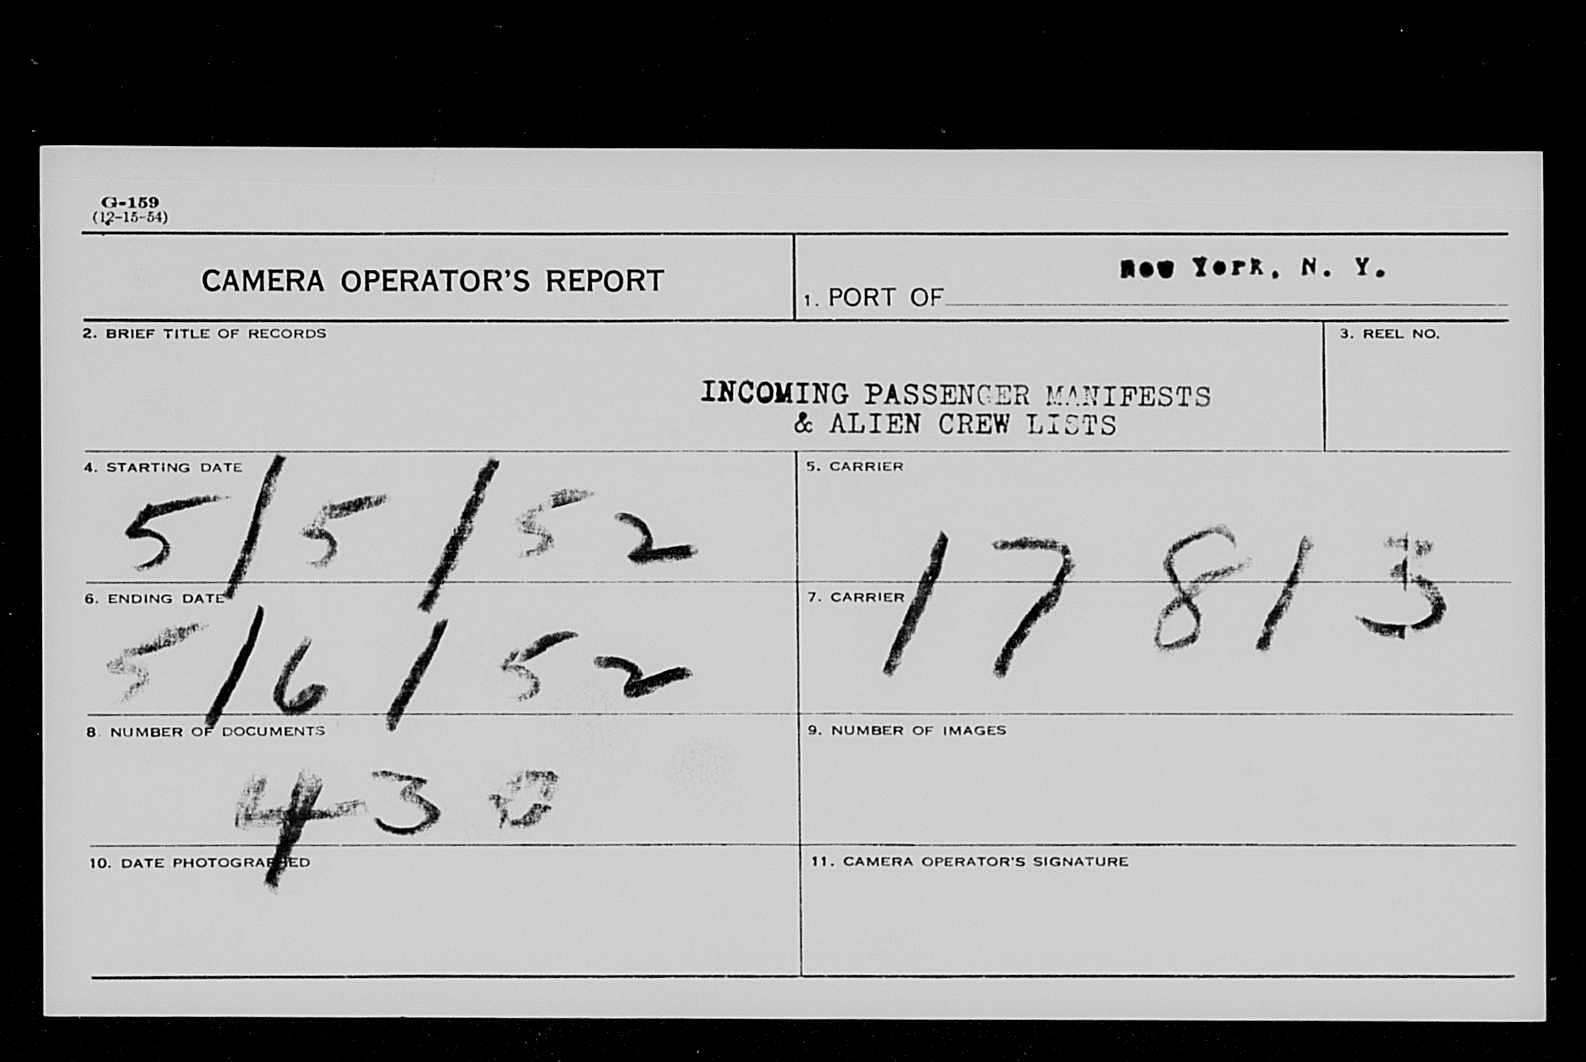 G-159
(12-15-54)
CAMERA OPERATOR'S REPORT
1. PORT OF New York, N. Y.
2. BRIEF TITLE OF RECORDS
3. REEL NO.
INCOMING PASSENGER MANIFESTS
& ALIEN CREW LISTS
4. STARTING DATE
5/5/52
5. CARRIER
17813
6. ENDING DATE
5/6/52
7. CARRIER
8. NUMBER OF DOCUMENTS
430
9. NUMBER OF IMAGES
10. DATE PHOTOGRAPHED
11. CAMERA OPERATOR'S SIGNATURE